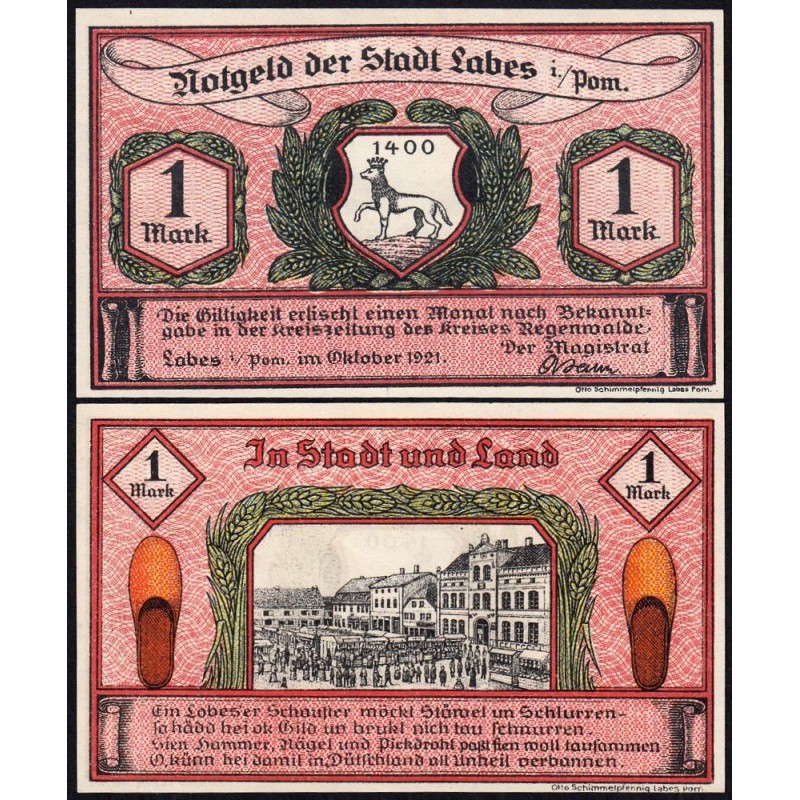 Notgeld der Stadt Labes i./Pom.
1400
1
Mark
1
Mark
Die Giltigkeit erlischt einen Monat nach Bekannt-
gabe in der Kreiszeitung des Kreises Regenwalde.
Labes i./Pom. im Oktober 1921. Der Magistrat
Otto Schimmelpfennig Labes Pom.
In Stadt und Land
1
Mark
1
Mark
1400
Ein Lobeser Schauster möckt Stäwel un Schlurren-
so hädd hei ok Gild un brukt nich tau schnurren.
Sien Hammer, Nägel und Pickdroht paßt sien woll tausammen
O, künn hei damit in Dütschland all Unheil verbannen.
Otto Schimmelpfennig Labes, Pom.